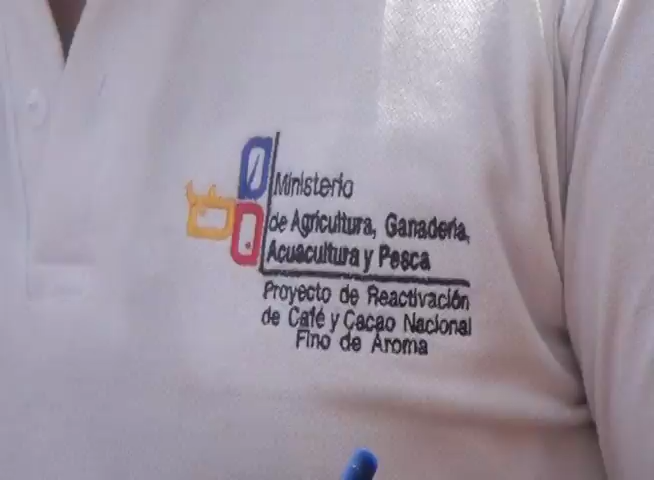 Ministerio
de Agricultura, Ganadería,
Acuacultura y Pesca
Proyecto de Reactivación
de Café y Cacao Nacional
Fino de Aroma